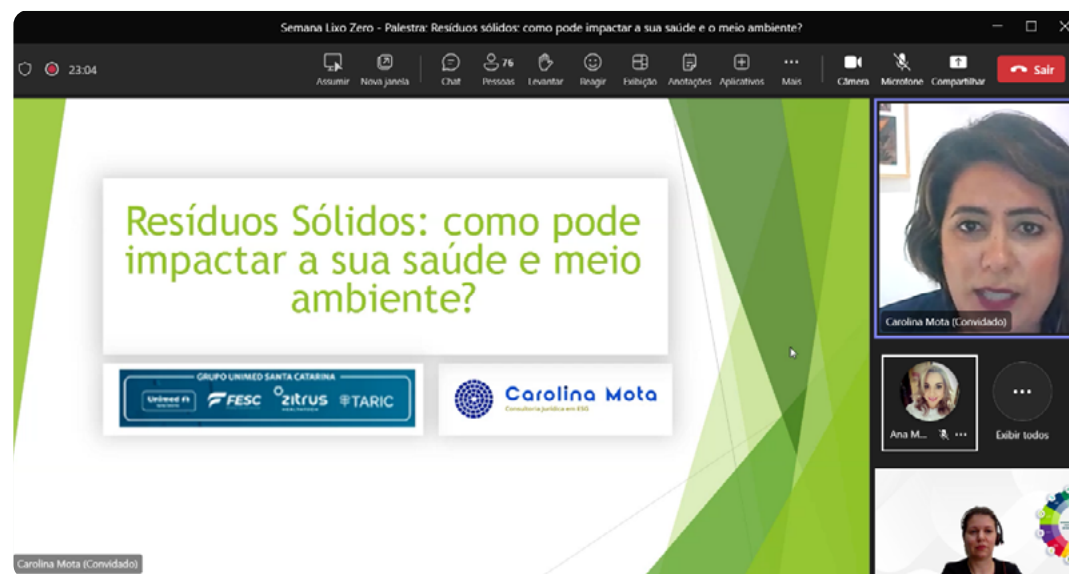 Semana Lixo Zero - Palestra: Resíduos sólidos: como pode impactar a sua saúde e o meio ambiente?
23:04
Assumir Nova janela Chat 76 Pessoas Levantar Reagir Exibição Anotações Aplicativos Mais Câmera Microfone Compartilhar Sair
Resíduos Sólidos: como pode
impactar a sua saúde e meio
ambiente?
GRUPO UNIMED SANTA CATARINA
Unimed FESC zitrus TARIC
Carolina Mota
Consultoria Jurídica em ESG
Carolina Mota (Convidado)
Ana M...
Exibir todos
Carolina Mota (Convidado)